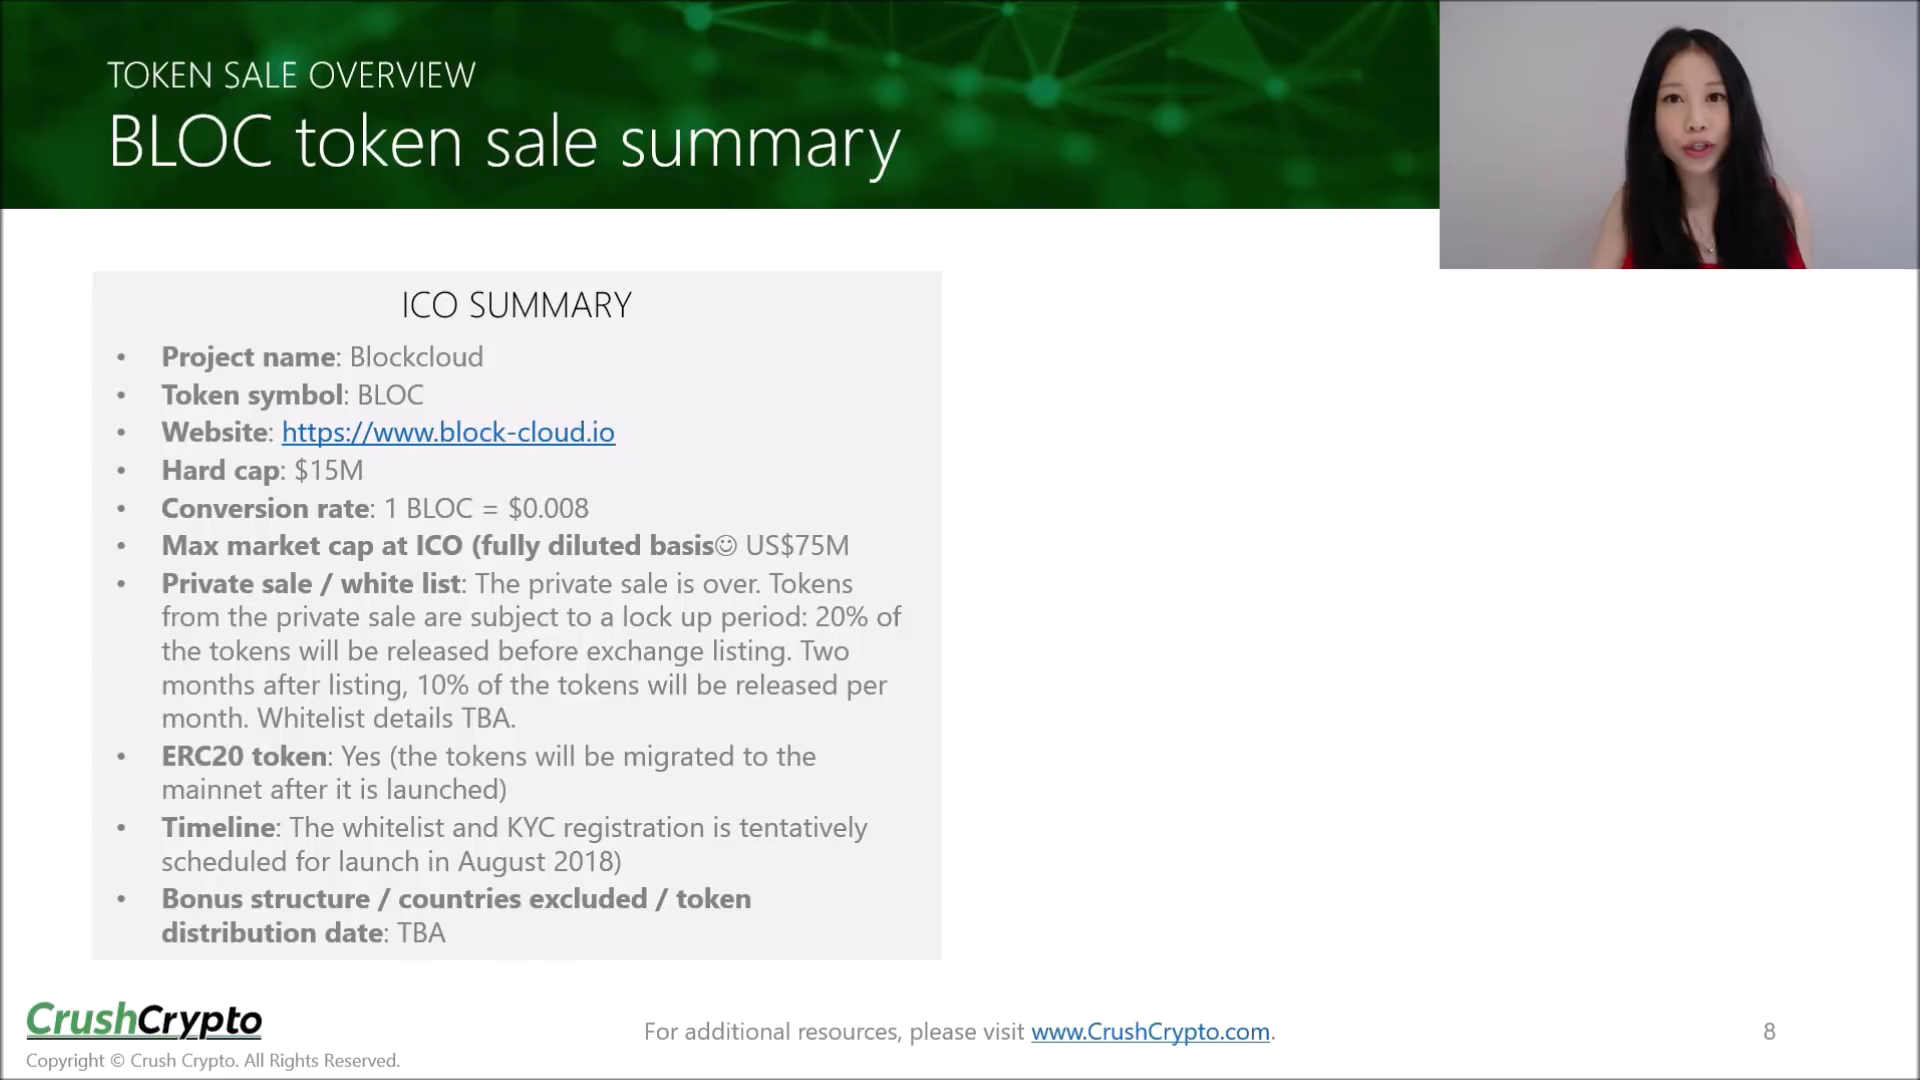 TOKEN SALE OVERVIEW
BLOC token sale summary
ICO SUMMARY
• Project name: Blockcloud
• Token symbol: BLOC
• Website: https://www.block-cloud.io
• Hard cap: $15M
• Conversion rate: 1 BLOC = $0.008
• Max market cap at ICO (fully diluted basis☺ US$75M
• Private sale / white list: The private sale is over. Tokens
from the private sale are subject to a lock up period: 20% of
the tokens will be released before exchange listing. Two
months after listing, 10% of the tokens will be released per
month. Whitelist details TBA.
• ERC20 token: Yes (the tokens will be migrated to the
mainnet after it is launched)
• Timeline: The whitelist and KYC registration is tentatively
scheduled for launch in August 2018)
• Bonus structure / countries excluded / token
distribution date: TBA
CrushCrypto
Copyright © Crush Crypto. All Rights Reserved.
For additional resources, please visit www.CrushCrypto.com.
8